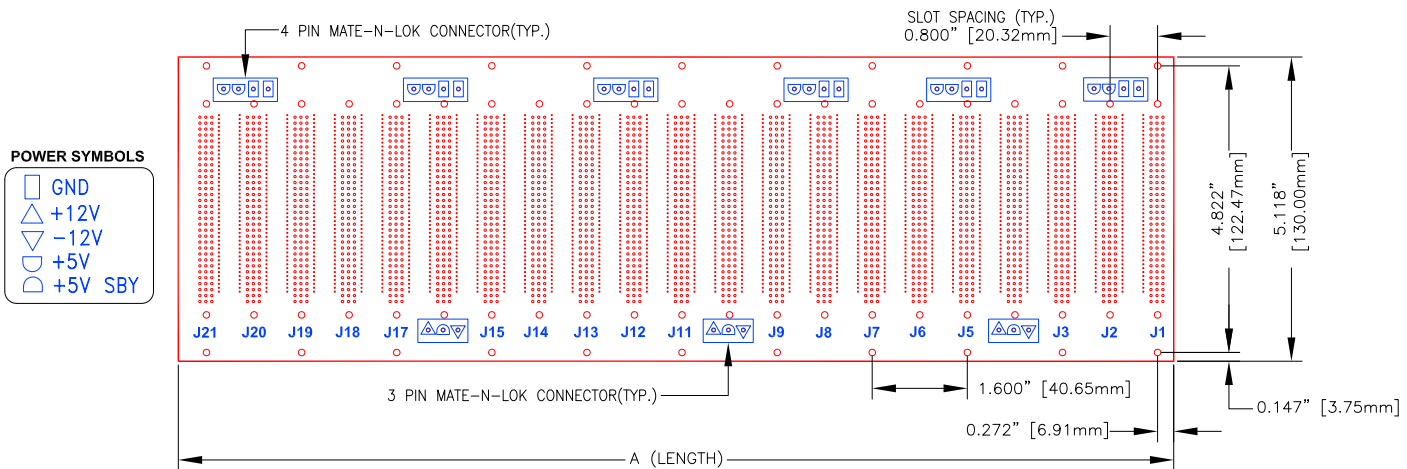 4 PIN MATE-N-LOK CONNECTOR(TYP.)
SLOT SPACING (TYP.)
0.800" [20.32mm]
POWER SYMBOLS
GND
+12V
-12V
+5V
+5V SBY
4.822"
[122.47mm]
5.118"
[130.00mm]
J21 J20 J19 J18 J17 J15 J14 J13 J12 J11 J9 J8 J7 J6 J5 J3 J2 J1
3 PIN MATE-N-LOK CONNECTOR(TYP.)
1.600" [40.65mm]
0.147" [3.75mm]
0.272" [6.91mm]
A (LENGTH)